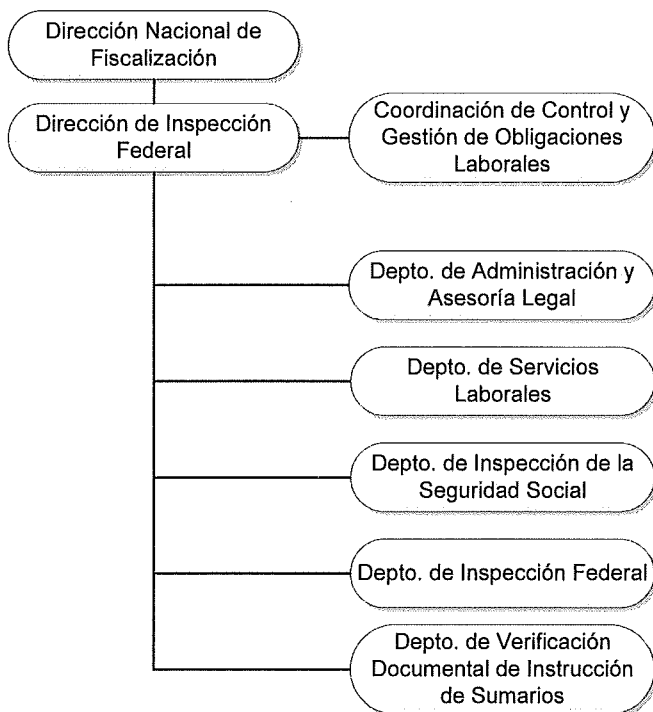 Dirección Nacional de
Fiscalización
Dirección de Inspección
Federal
Coordinación de Control y
Gestión de Obligaciones
Laborales
Depto. de Administración y
Asesoría Legal
Depto. de Servicios
Laborales
Depto. de Inspección de la
Seguridad Social
Depto. de Inspección Federal
Depto. de Verificación
Documental de Instrucción
de Sumarios